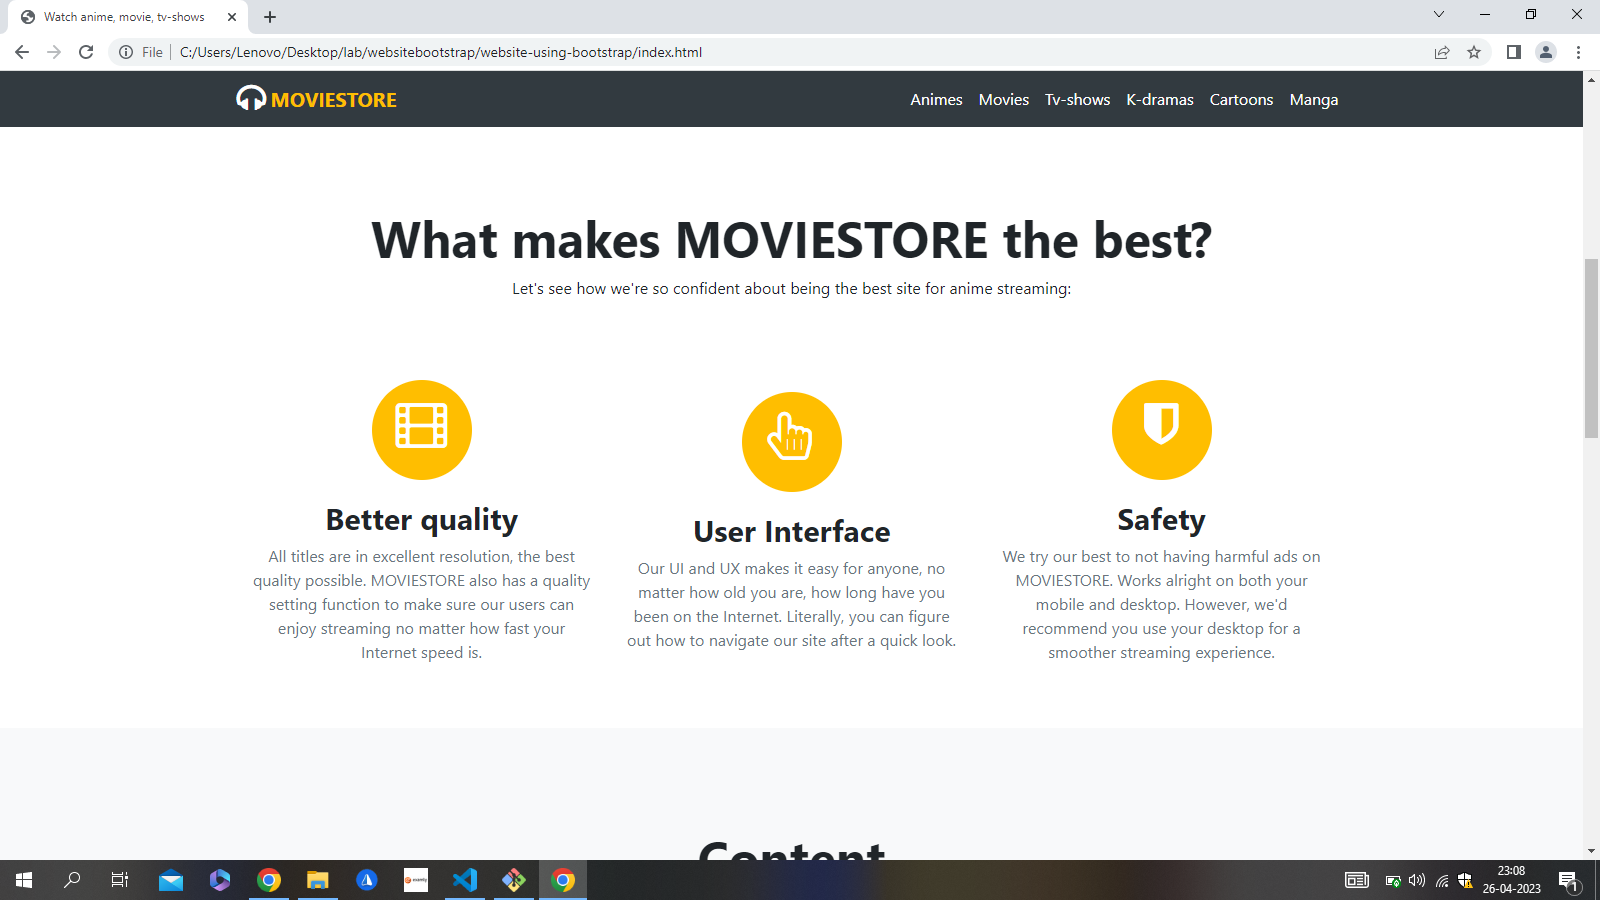 Watch anime, movie, tv-shows
File
C:/Users/Lenovo/Desktop/lab/websitebootstrap/website-using-bootstrap/index.html
MOVIESTORE
Animes Movies Tv-shows K-dramas Cartoons Manga
What makes MOVIESTORE the best?
Let's see how we're so confident about being the best site for anime streaming:
Better quality
All titles are in excellent resolution, the best
quality possible. MOVIESTORE also has a quality
setting function to make sure our users can
enjoy streaming no matter how fast your
Internet speed is.
User Interface
Our UI and UX makes it easy for anyone, no
matter how old you are, how long have you
been on the Internet. Literally, you can figure
out how to navigate our site after a quick look.
Safety
We try our best to not having harmful ads on
MOVIESTORE. Works alright on both your
mobile and desktop. However, we'd
recommend you use your desktop for a
smoother streaming experience.
Content
23:08
26-04-2023
1